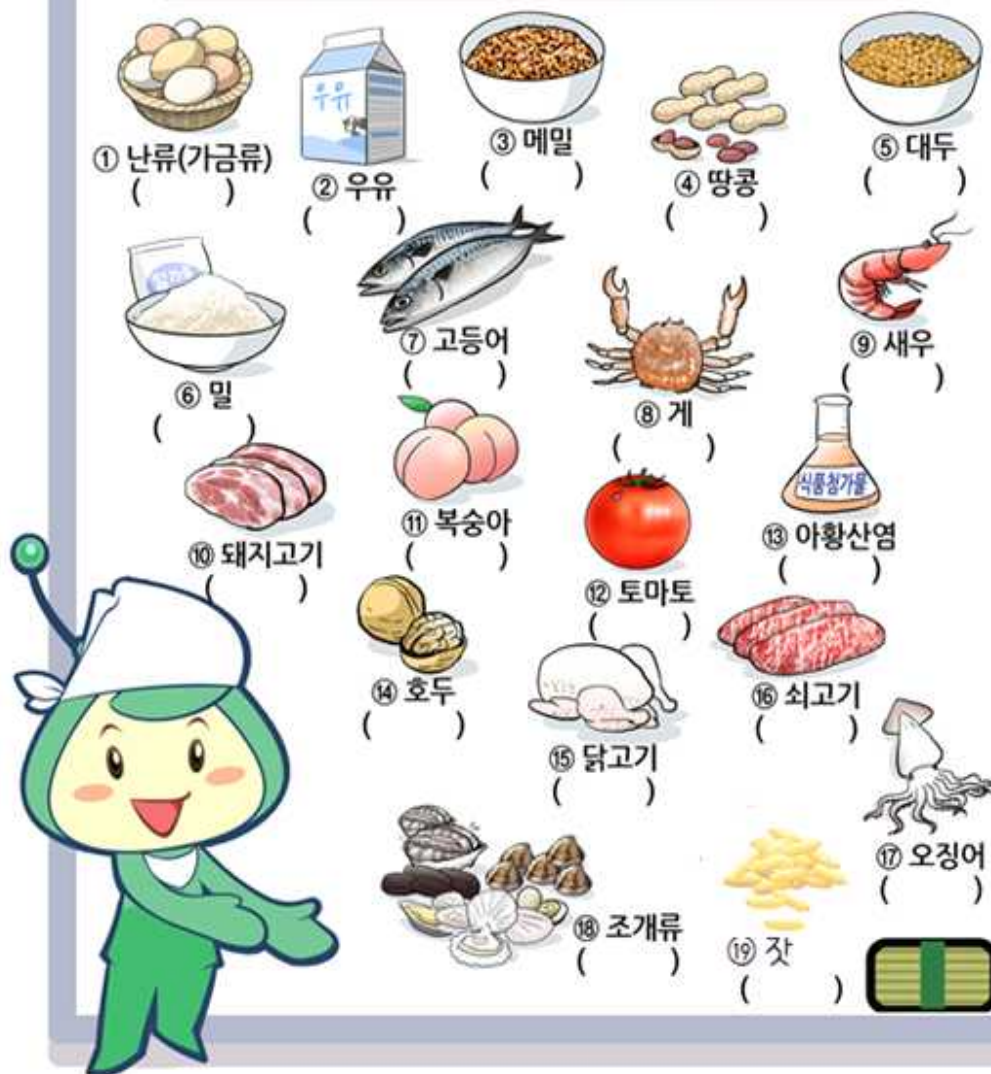 우유
① 난류(가금류)
( )
② 우유
( )
③ 메밀
( )
④ 땅콩
( )
⑤ 대두
( )
⑥ 밀
( )
⑦ 고등어
( )
⑧ 게
( )
⑨ 새우
( )
⑩ 돼지고기
( )
⑪ 복숭아
( )
⑫ 토마토
( )
식품첨가물
⑬ 아황산염
( )
⑭ 호두
( )
⑮ 닭고기
( )
⑯ 쇠고기
( )
⑰ 오징어
( )
⑱ 조개류
( )
⑲ 잣
( )